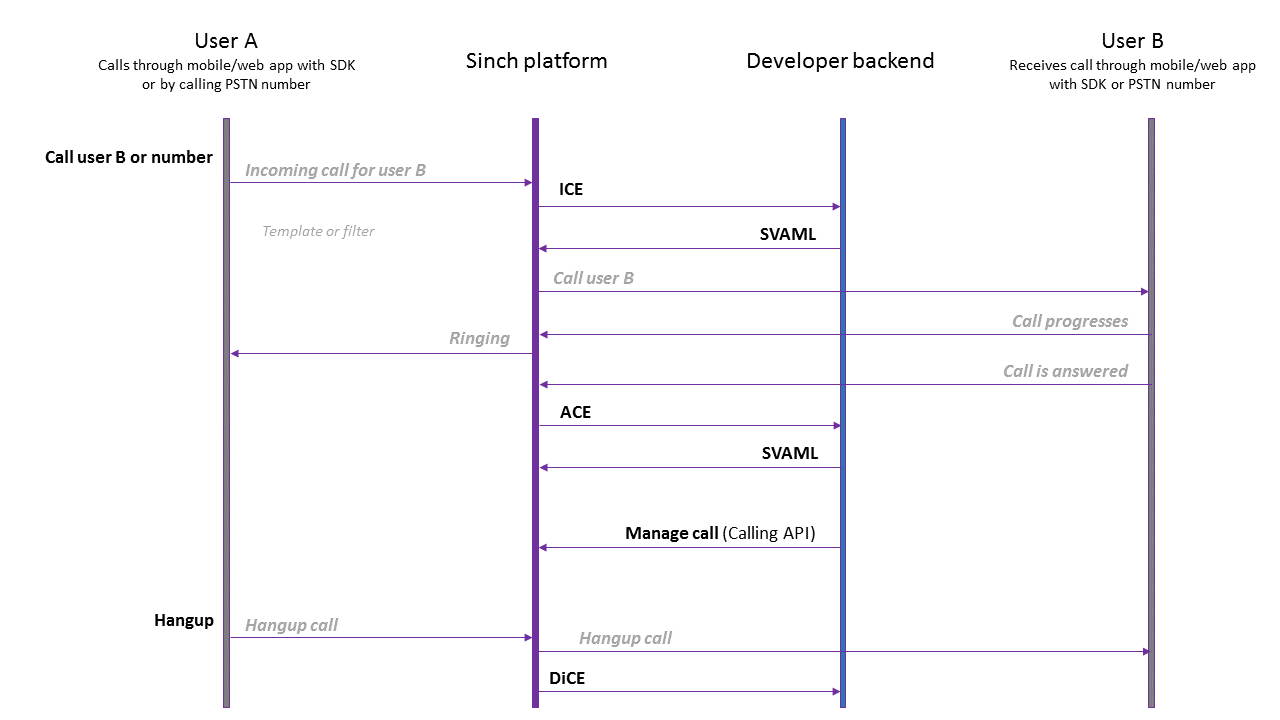 User A
Calls through mobile/web app with SDK
or by calling PSTN number
Sinch platform
Developer backend
User B
Receives call through mobile/web app
with SDK or PSTN number
Call user B or number
Incoming call for user B
ICE
Template or filter
SVAML
Call user B
Call progresses
Ringing
Call is answered
ACE
SVAML
Manage call (Calling API)
Hangup
Hangup call
Hangup call
DiCE